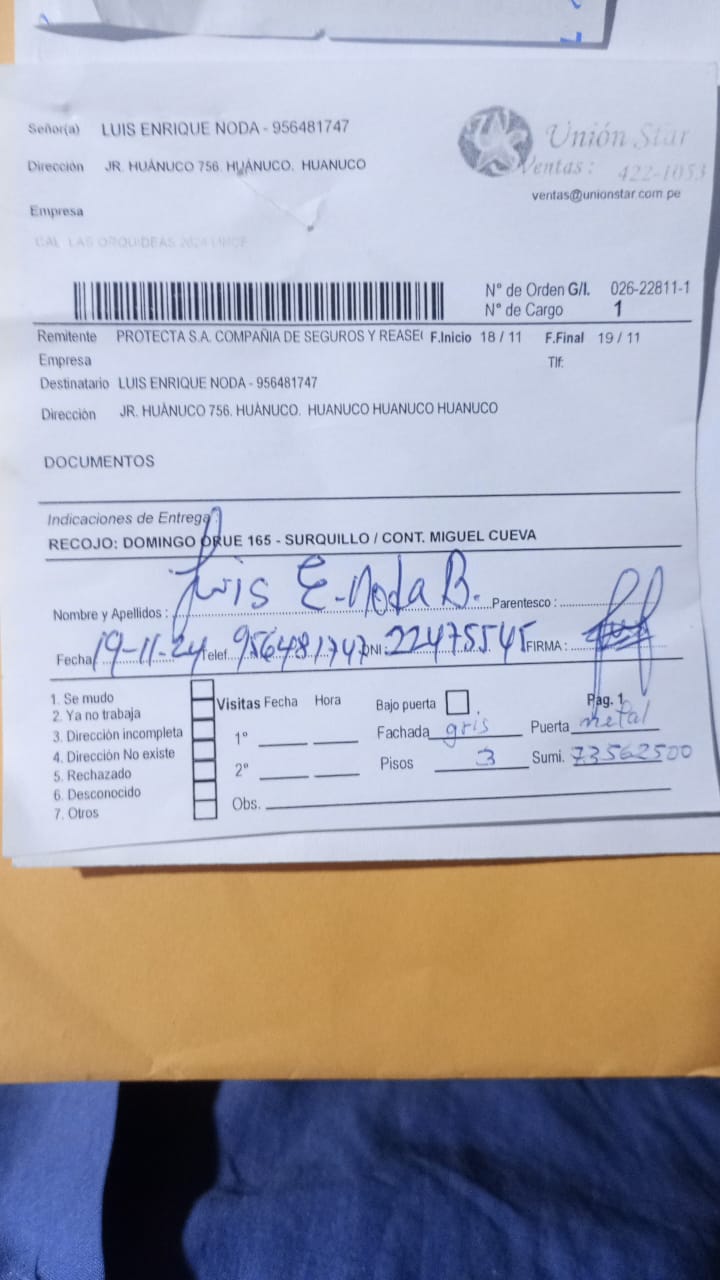 Señor(a) LUIS ENRIQUE NODA - 956481747
Unión Star
Dirección JR. HUÁNUCO 756. HUÁNUCO. HUANUCO
Ventas: 422-1053
ventas@unionstar.com.pe
Empresa
CAL LAS ORQUIDEAS
N° de Orden G/I. 026-22811-1
N° de Cargo 1
Remitente PROTECTA S.A. COMPAÑIA DE SEGUROS Y REASE F.Inicio 18 / 11 F.Final 19 / 11
Empresa Tlf:
Destinatario LUIS ENRIQUE NODA - 956481747
Dirección JR. HUÁNUCO 756. HUÁNUCO. HUANUCO HUANUCO HUANUCO
DOCUMENTOS
Indicaciones de Entrega:
RECOJO: DOMINGO ORUE 165 - SURQUILLO / CONT. MIGUEL CUEVA
Nombre y Apellidos : Luis E. Noda B. Parentesco :
Fecha 19-11-24 Telef. 956481747 DNI: 22475545 FIRMA :
1. Se mudo
2. Ya no trabaja
3. Dirección incompleta
4. Dirección No existe
5. Rechazado
6. Desconocido
7. Otros
Visitas Fecha Hora
1°
2°
Obs.
Bajo puerta Pag. 1
Fachada gris Puerta metal
Pisos 3 Sumi. 73562500